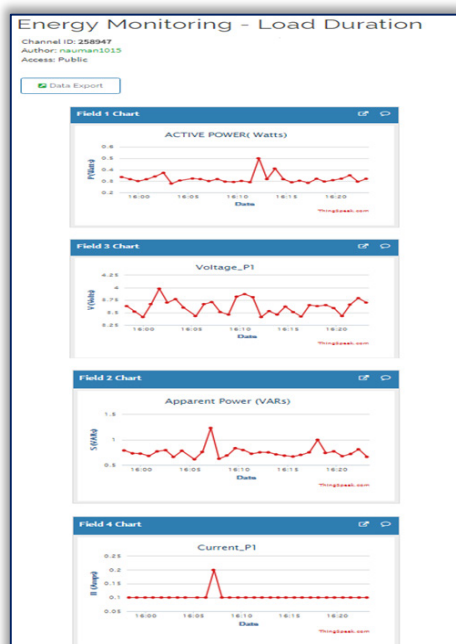 Energy Monitoring - Load Duration
Channel ID: 258947
Author: nauman1015
Access: Public
Data Export
Field 1 Chart
ACTIVE POWER( Watts)
P(Watts)
0.6
0.5
0.4
0.3
0.2
16:00 16:05 16:10 16:15 16:20
Date
ThingSpeak.com
Field 3 Chart
Voltage_P1
V (Volts)
4.25
4
3.75
3.5
3.25
16:00 16:05 16:10 16:15 16:20
Date
ThingSpeak.com
Field 2 Chart
Apparent Power (VARs)
1.5
1
0.5
16:00 16:05 16:10 16:15 16:20
Date
ThingSpeak.com
Field 4 Chart
Current_P1
0.25
0.2
0.15
0.1
0.05
16:00 16:05 16:10 16:15 16:20
Date
ThingSpeak.com